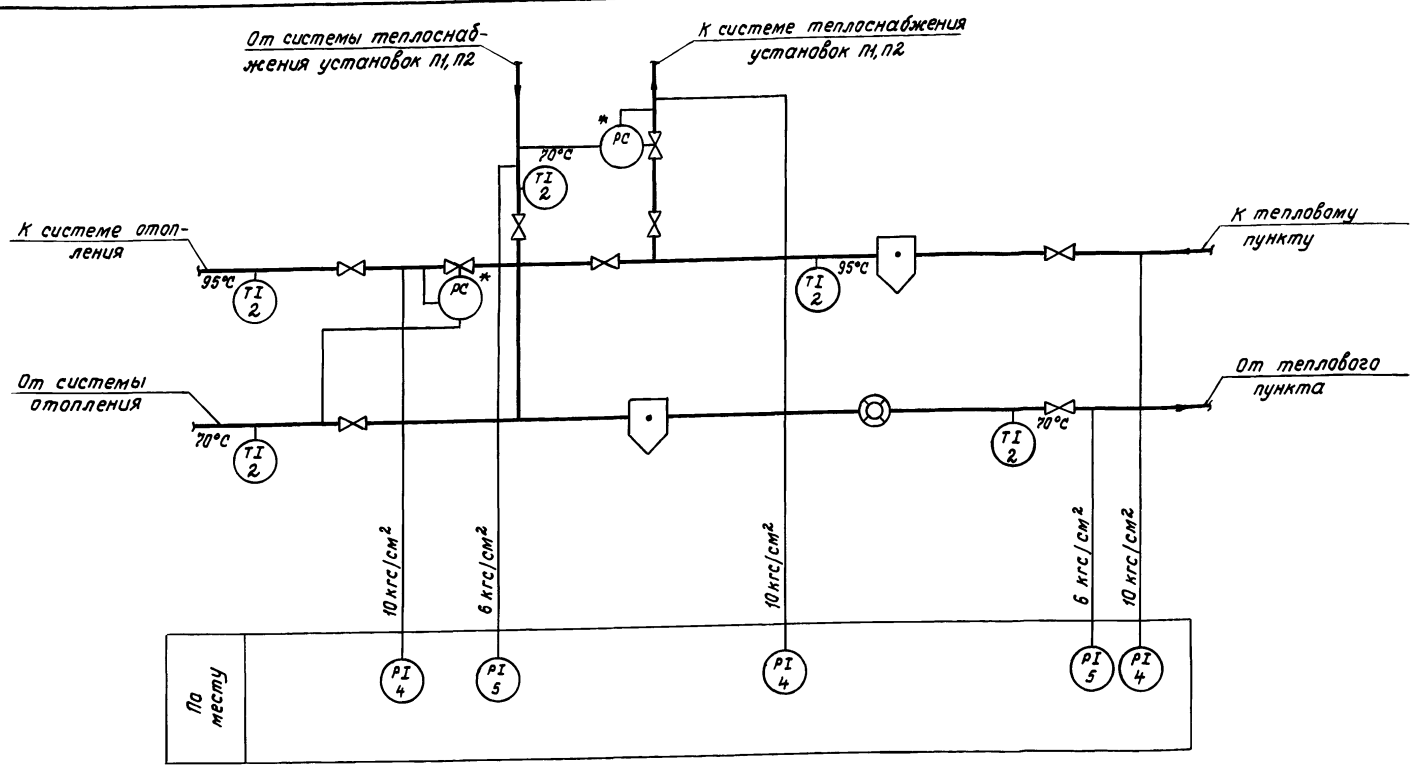 От системы теплоснаб-
жения установок П1, П2
К системе теплоснабжения
установок П1, П2
*
РС
70°С
TI
2
К системе отоп-
ления
К тепловому
пункту
95°С
TI
2
РС
*
TI
2
95°С
От системы
отопления
От теплового
пункта
70°С
TI
2
TI
2
70°С
10 кгс/см²
6 кгс/см²
10 кгс/см²
6 кгс/см²
10 кгс/см²
По
месту
PI
4
PI
5
PI
4
PI
5
PI
4